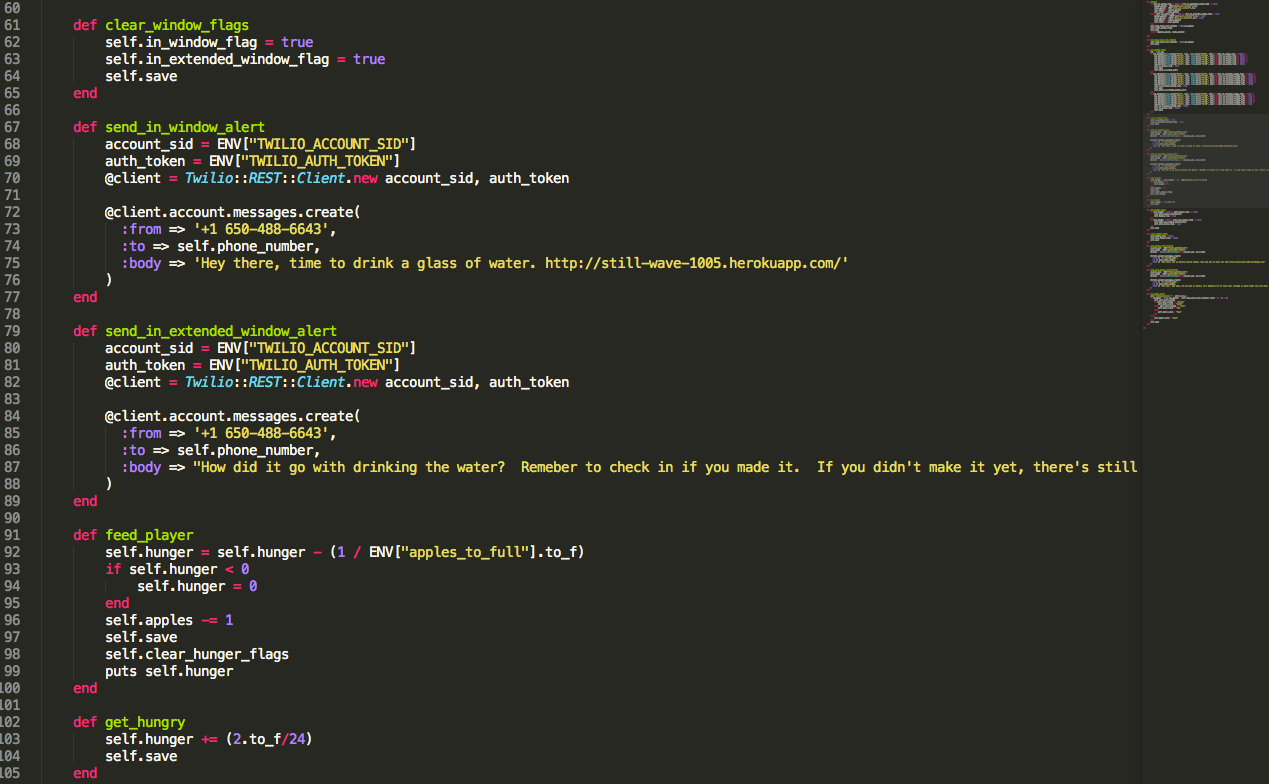 60
61 def clear_window_flags
62 self.in_window_flag = true
63 self.in_extended_window_flag = true
64 self.save
65 end
66
67 def send_in_window_alert
68 account_sid = ENV["TWILIO_ACCOUNT_SID"]
69 auth_token = ENV["TWILIO_AUTH_TOKEN"]
70 @client = Twilio::REST::Client.new account_sid, auth_token
71
72 @client.account.messages.create(
73 :from => '+1 650-488-6643',
74 :to => self.phone_number,
75 :body => 'Hey there, time to drink a glass of water. http://still-wave-1005.herokuapp.com/'
76 )
77 end
78
79 def send_in_extended_window_alert
80 account_sid = ENV["TWILIO_ACCOUNT_SID"]
81 auth_token = ENV["TWILIO_AUTH_TOKEN"]
82 @client = Twilio::REST::Client.new account_sid, auth_token
83
84 @client.account.messages.create(
85 :from => '+1 650-488-6643',
86 :to => self.phone_number,
87 :body => "How did it go with drinking the water?  Remeber to check in if you made it.  If you didn't make it yet, there's still
88 )
89 end
90
91 def feed_player
92 self.hunger = self.hunger - (1 / ENV["apples_to_full"].to_f)
93 if self.hunger < 0
94 self.hunger = 0
95 end
96 self.apples -= 1
97 self.save
98 self.clear_hunger_flags
99 puts self.hunger
100 end
101
102 def get_hungry
103 self.hunger += (2.to_f/24)
104 self.save
105 end